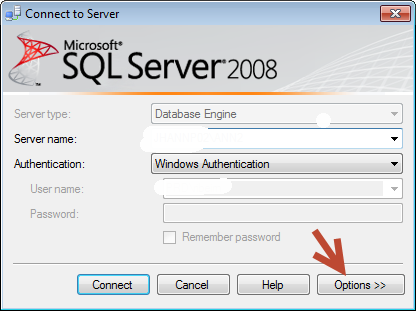 Connect to Server
Microsoft®
SQL Server® 2008
Server type: Database Engine
Server name:
Authentication: Windows Authentication
User name:
Password:
Remember password
Connect Cancel Help Options >>